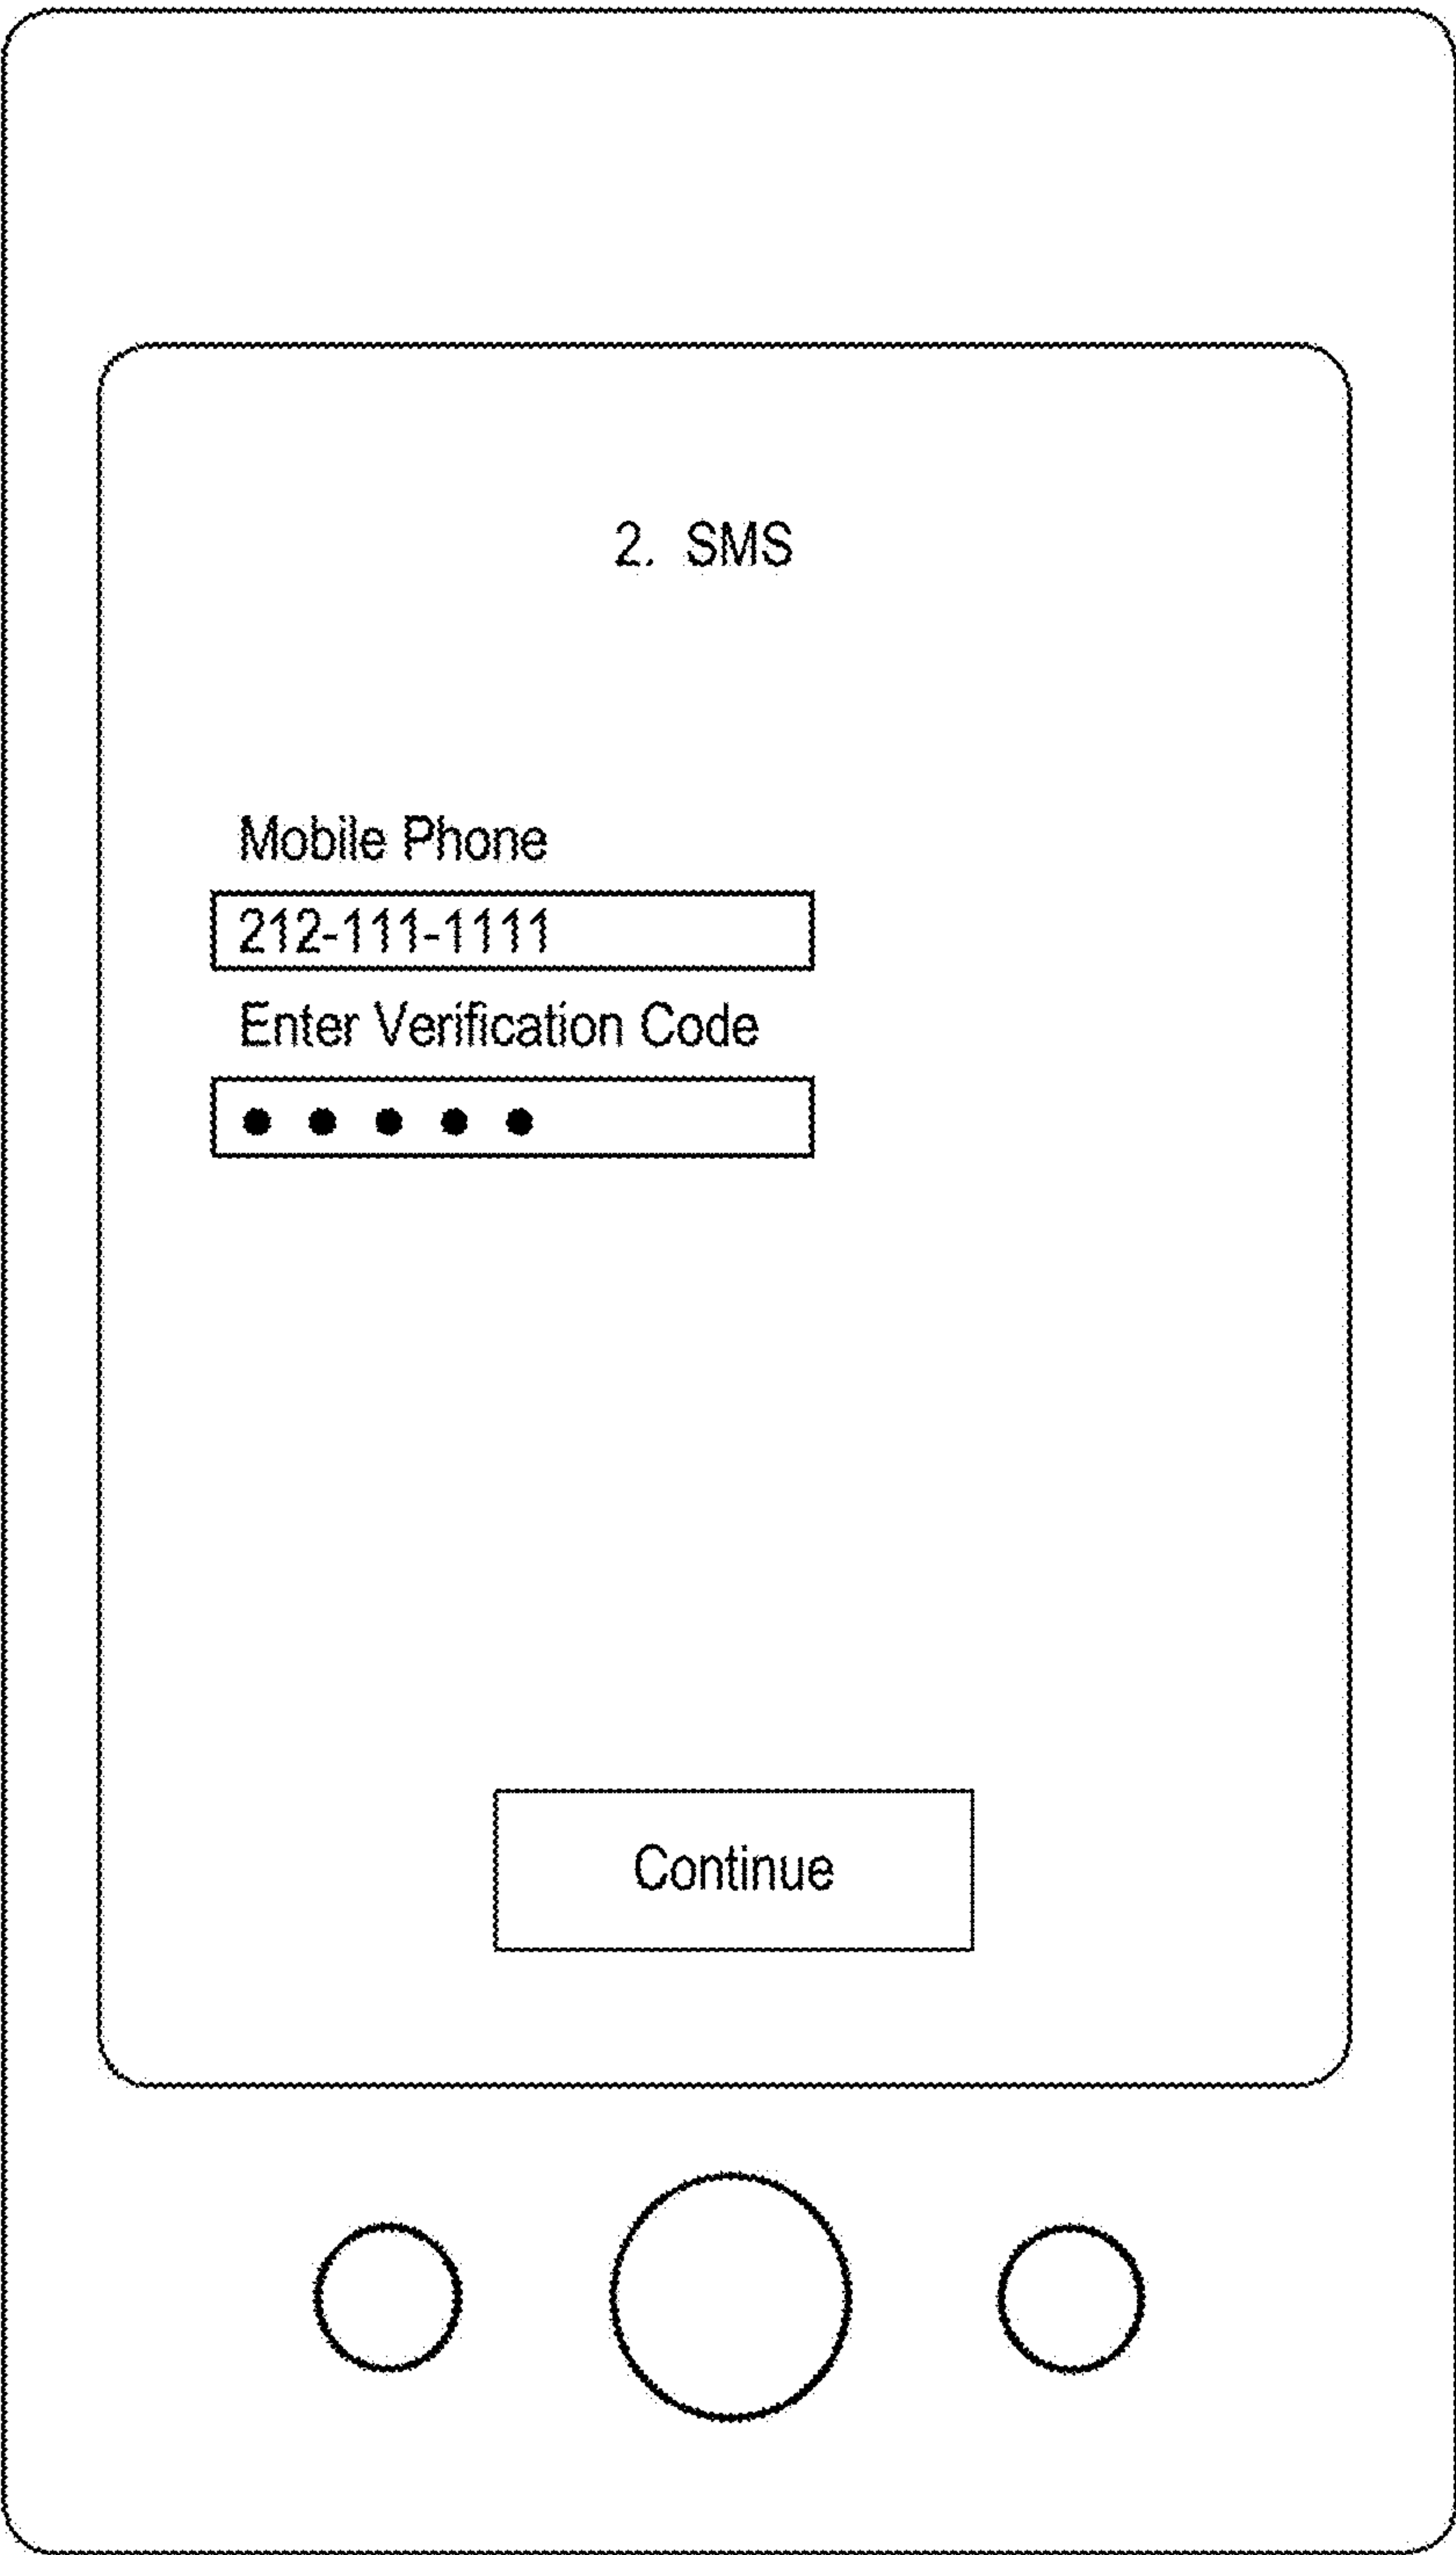 2. SMS
Mobile Phone
212-111-1111
Enter Verification Code
● ● ● ● ●
Continue